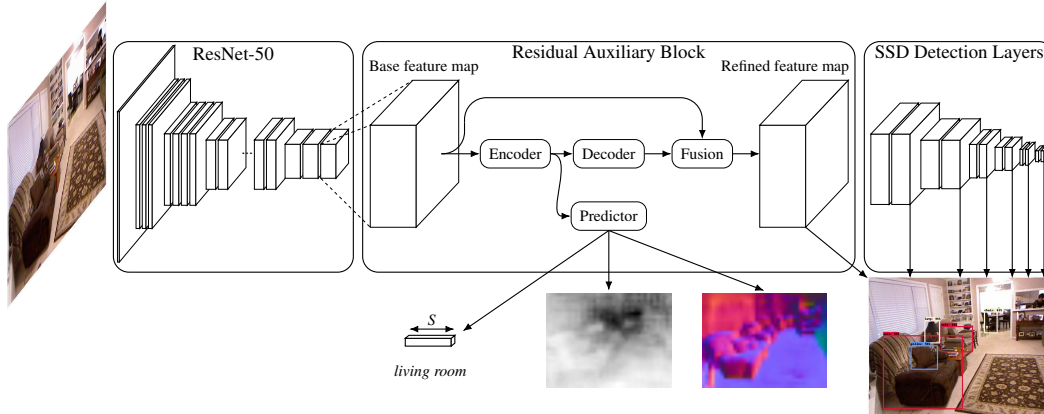 ResNet-50
Residual Auxiliary Block
SSD Detection Layers
Base feature map
Refined feature map
Encoder
Decoder
Fusion
Predictor
S
living room